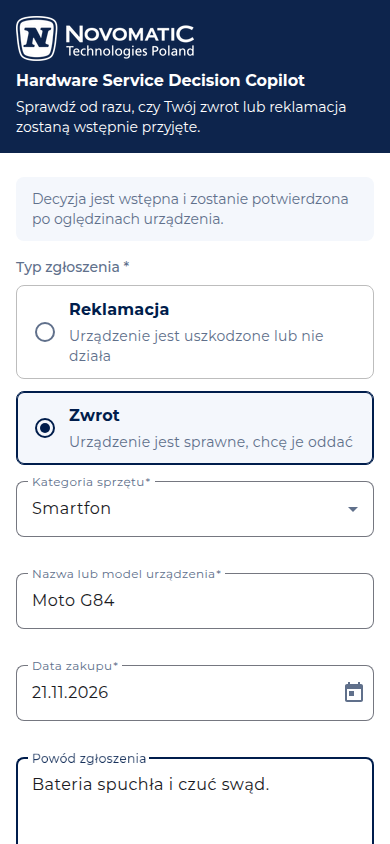 NOVOMATIC
Technologies Poland
Hardware Service Decision Copilot
Sprawdź od razu, czy Twój zwrot lub reklamacja
zostaną wstępnie przyjęte.
Decyzja jest wstępna i zostanie potwierdzona
po oględzinach urządzenia.
Typ zgłoszenia *
Reklamacja
Urządzenie jest uszkodzone lub nie
działa
Zwrot
Urządzenie jest sprawne, chcę je oddać
Kategoria sprzętu*
Smartfon
Nazwa lub model urządzenia*
Moto G84
Data zakupu*
21.11.2026
Powód zgłoszenia
Bateria spuchła i czuć swąd.